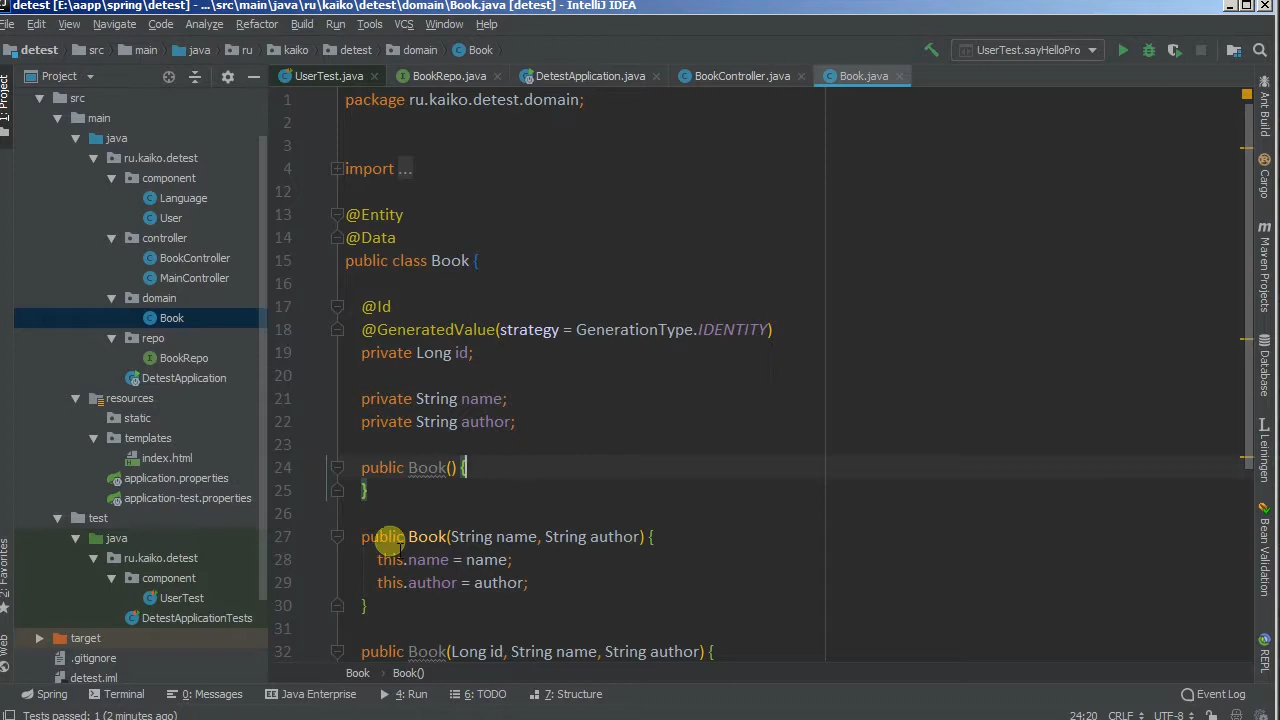 detest [E:\aapp\spring\detest] - ...\src\main\java\ru\kaiko\detest\domain\Book.java [detest] - IntelliJ IDEA
File Edit View Navigate Code Analyze Refactor Build Run Tools VCS Window Help
detest src main java ru kaiko detest domain Book UserTest.sayHelloPro
Project UserTest.java BookRepo.java DetestApplication.java BookController.java Book.java
1: Project
2: Favorites
Web
src
main
java
ru.kaiko.detest
component
Language
User
controller
BookController
MainController
domain
Book
repo
BookRepo
DetestApplication
resources
static
templates
index.html
application.properties
application-test.properties
test
java
ru.kaiko.detest
component
UserTest
DetestApplicationTests
target
.gitignore
detest.iml
1 package ru.kaiko.detest.domain;
2
3
4 import ...
12
13 @Entity
14 @Data
15 public class Book {
16
17 @Id
18 @GeneratedValue(strategy = GenerationType.IDENTITY)
19 private Long id;
20
21 private String name;
22 private String author;
23
24 public Book() {
25 }
26
27 public Book(String name, String author) {
28 this.name = name;
29 this.author = author;
30 }
31
32 public Book(Long id, String name, String author) {
Book Book()
Ant Build
Cargo
Maven Projects
Database
Leiningen
Bean Validation
REST
Spring Terminal 0: Messages Java Enterprise 4: Run 6: TODO 7: Structure Event Log
Tests passed: 1 (2 minutes ago) 24:20 CRLF UTF-8